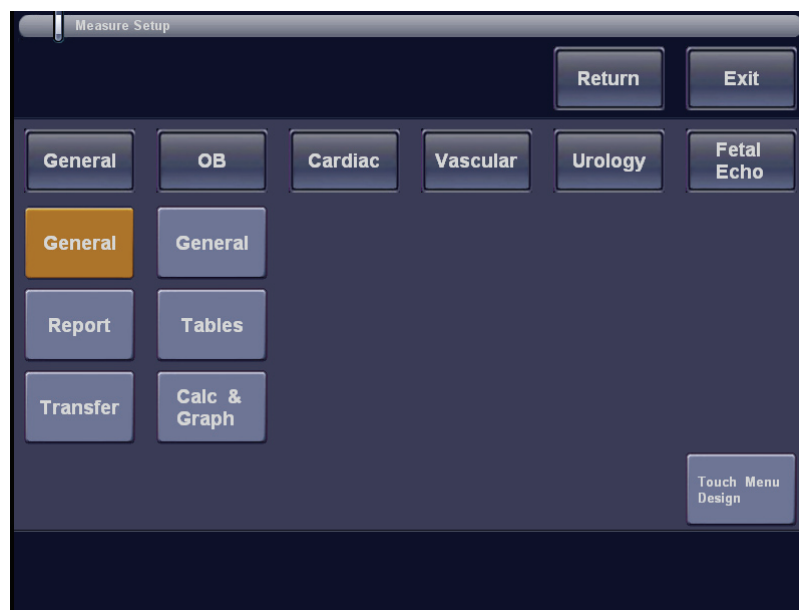 Measure Setup
Return
Exit
General
OB
Cardiac
Vascular
Urology
Fetal
Echo
General
General
Report
Tables
Transfer
Calc &
Graph
Touch Menu
Design